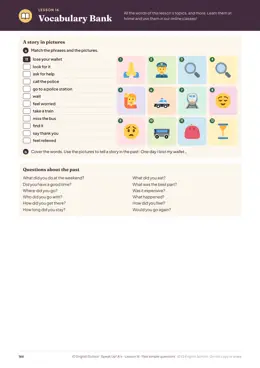 LESSON 16
Vocabulary Bank
All the words of this lesson's topics, and more. Learn them at
home and use them in our online classes!
A story in pictures
a Match the phrases and the pictures.
lose your wallet
look for it
ask for help
call the police
go to a police station
wait
feel worried
take a train
miss the bus
find it
say thank you
feel relieved
b Cover the words. Use the pictures to tell a story in the past: One day I lost my wallet...
Questions about the past
What did you do at the weekend?
Did you have a good time?
Where did you go?
Who did you go with?
How did you get there?
How long did you stay?
What did you eat?
What was the best part?
Was it expensive?
What happened?
How did you feel?
Would you go again?